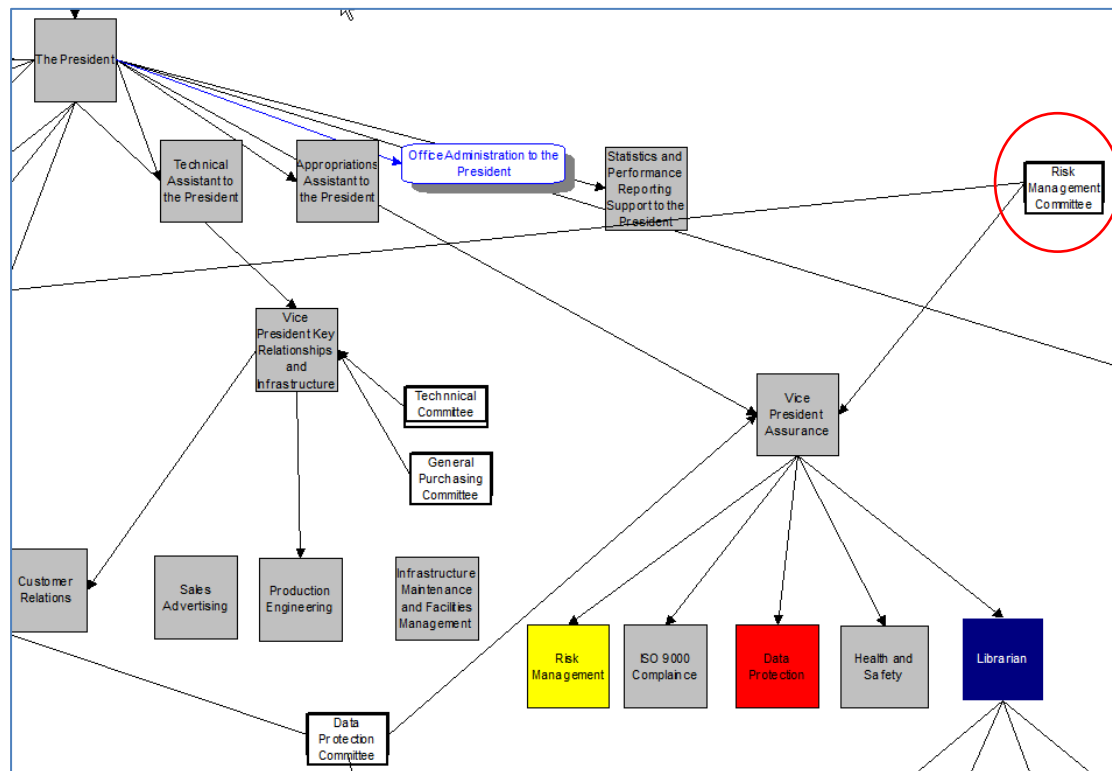 The President
Technical
Assistant to
the President
Appropriations
Assistant to
the President
Office Administration to the
President
Statistics and
Performance
Reporting
Support to the
President
Risk
Management
Committee
Vice
President Key
Relationships
and
Infrastructure
Techhnical
Committee
General
Purchasing
Committee
Vice
President
Assurance
Customer
Relations
Sales
Advertising
Production
Engineering
Infrastructure
Maintenance
and Facilities
Management
Risk
Management
ISO 9000
Complaince
Data
Protection
Health and
Safety
Librarian
Data
Protection
Committee